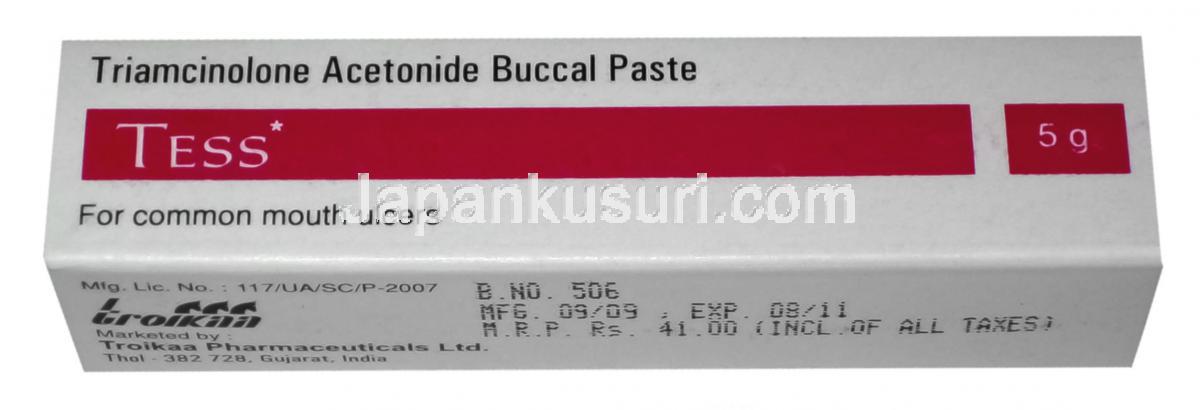 Triamcinolone Acetonide Buccal Paste
TESS*
5 g
Japankusuri.com
For common mouth ulcers
Mfg. Lic. No. : 117/UA/SC/P-2007
troikaa
Marketed by :
Troikaa Pharmaceuticals Ltd.
Thol - 382 728, Gujarat, India
B.NO. 506
MFG. 09/09 , EXP. 08/11
M.R.P. Rs. 41.00 (INCL.OF ALL TAXES)